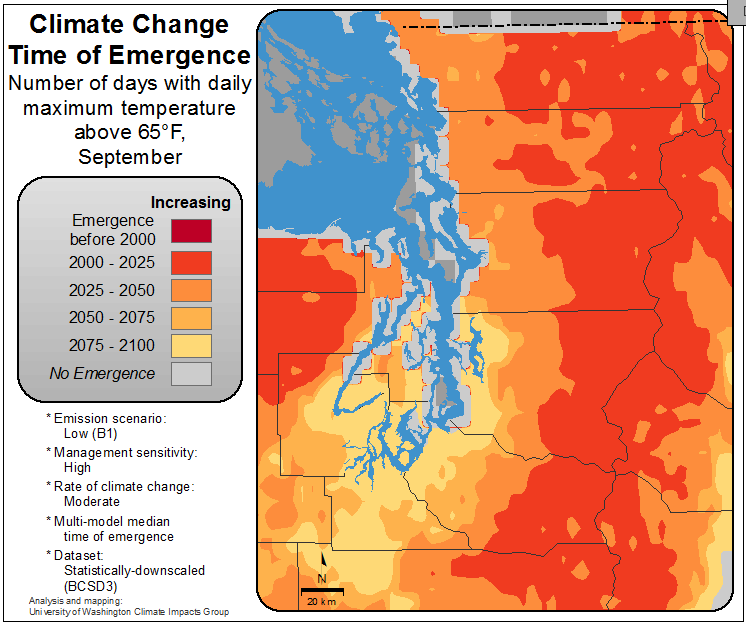 Climate Change
Time of Emergence
Number of days with daily
maximum temperature
above 65°F,
September
Increasing
Emergence
before 2000
2000 - 2025
2025 - 2050
2050 - 2075
2075 - 2100
No Emergence
* Emission scenario:
Low (B1)
* Management sensitivity:
High
* Rate of climate change:
Moderate
* Multi-model median
time of emergence
* Dataset:
Statistically-downscaled
(BCSD3)
Analysis and mapping:
University of Washington Climate Impacts Group
N
20 km